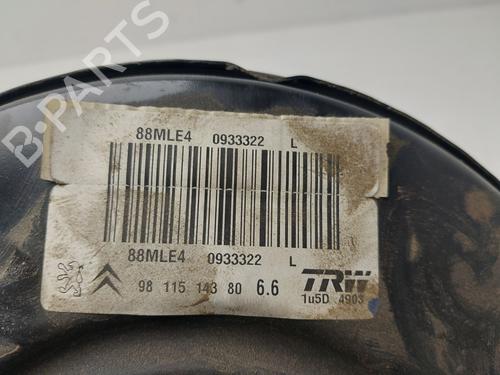 B-PARTS
88MLE4 0933322 L
88MLE4 0933322 L
98 115 143 80 6.6
TRW
1u5D 4903